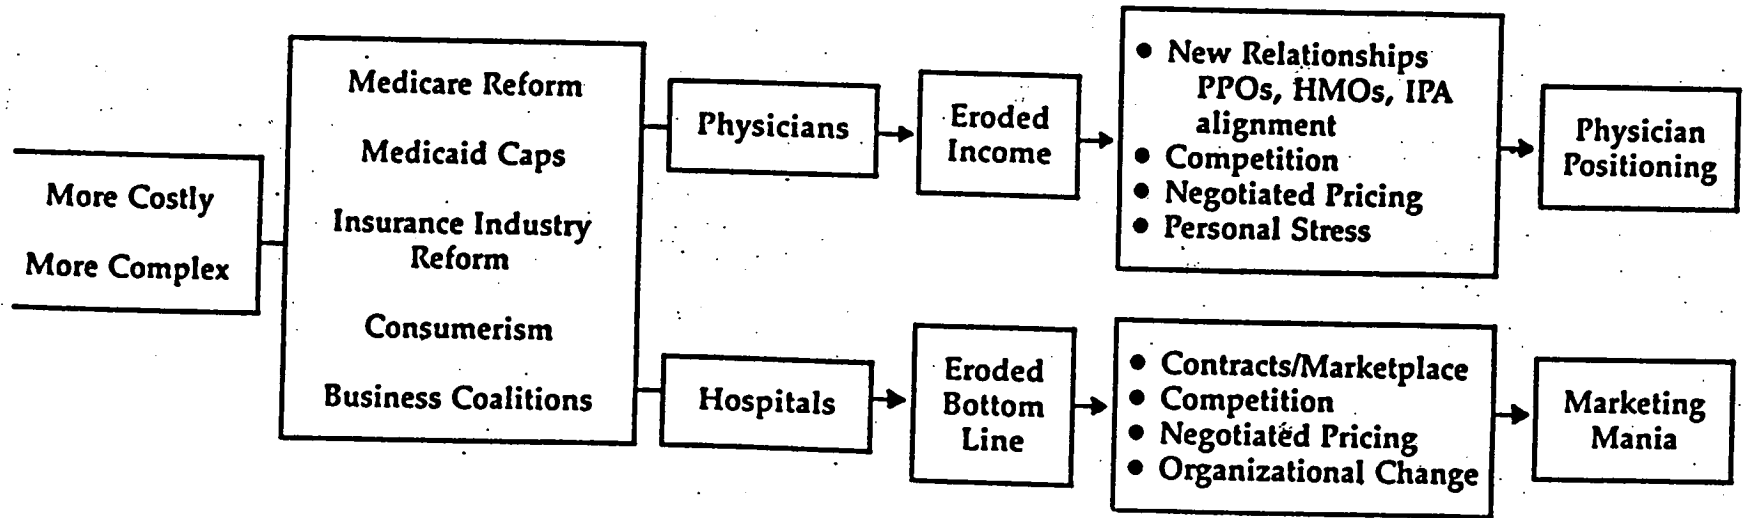 More Costly
More Complex
Medicare Reform
Medicaid Caps
Insurance Industry
Reform
Consumerism
Business Coalitions
Physicians
Eroded
Income
• New Relationships
PPOs, HMOs, IPA
alignment
• Competition
• Negotiated Pricing
• Personal Stress
Physician
Positioning
Hospitals
Eroded
Bottom
Line
• Contracts/Marketplace
• Competition
• Negotiated Pricing
• Organizational Change
Marketing
Mania